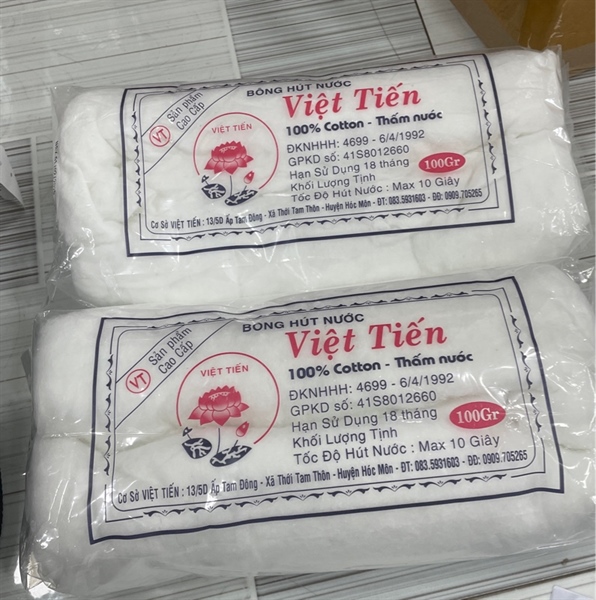 BÔNG HÚT NƯỚC
VT
Sản phẩm
Cao Cấp
Việt Tiến
VIỆT TIẾN
100% Cotton - Thấm nước
ĐKNHHH: 4699 - 6/4/1992
GPKD số: 41S8012660
Hạn Sử Dụng 18 tháng
100Gr
Khối Lượng Tịnh
Tốc Độ Hút Nước : Max 10 Giây
Cơ Sở VIỆT TIẾN : 13/5D Ấp Tam Đông - Xã Thới Tam Thôn - Huyện Hóc Môn - ĐT: 083.5931603 - DĐ: 0909.705265
BÔNG HÚT NƯỚC
VT
Sản phẩm
Cao Cấp
Việt Tiến
VIỆT TIẾN
100% Cotton - Thấm nước
ĐKNHHH: 4699 - 6/4/1992
GPKD số: 41S8012660
Hạn Sử Dụng 18 tháng
100Gr
Khối Lượng Tịnh
Tốc Độ Hút Nước : Max 10 Giây
Cơ Sở VIỆT TIẾN : 13/5D Ấp Tam Đông - Xã Thới Tam Thôn - Huyện Hóc Môn - ĐT: 083.5931603 - DĐ: 0909.705265